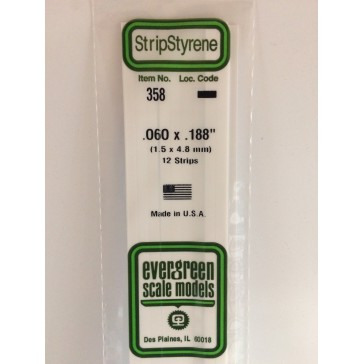 StripStyrene
Item No. Loc. Code
358
.060 x .188"
(1.5 x 4.8 mm)
12 Strips
Made in U.S.A.
evergreen
scale models
Des Plaines, IL 60018